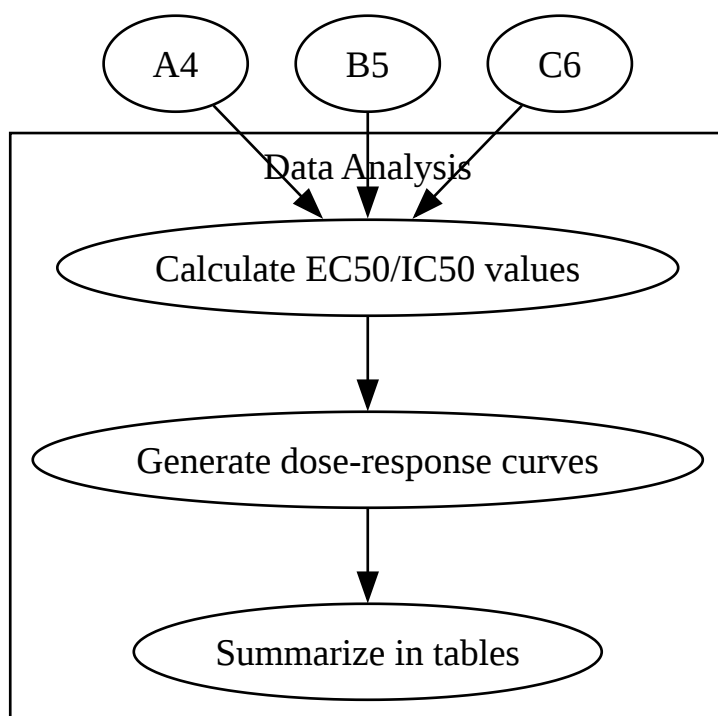 A4
B5
C6
Data Analysis
Calculate EC50/IC50 values
Generate dose-response curves
Summarize in tables